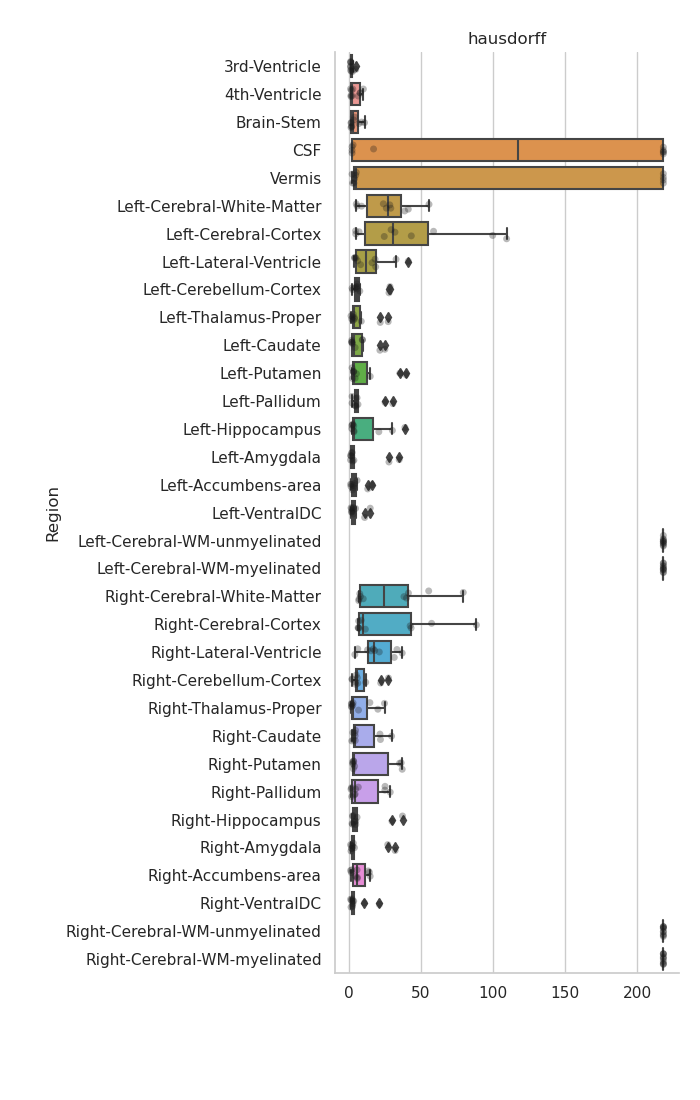 hausdorff
3rd-Ventricle
4th-Ventricle
Brain-Stem
CSF
Vermis
Left-Cerebral-White-Matter
Left-Cerebral-Cortex
Left-Lateral-Ventricle
Left-Cerebellum-Cortex
Left-Thalamus-Proper
Left-Caudate
Left-Putamen
Left-Pallidum
Left-Hippocampus
Left-Amygdala
Left-Accumbens-area
Left-VentralDC
Left-Cerebral-WM-unmyelinated
Left-Cerebral-WM-myelinated
Right-Cerebral-White-Matter
Right-Cerebral-Cortex
Right-Lateral-Ventricle
Right-Cerebellum-Cortex
Right-Thalamus-Proper
Right-Caudate
Right-Putamen
Right-Pallidum
Right-Hippocampus
Right-Amygdala
Right-Accumbens-area
Right-VentralDC
Right-Cerebral-WM-unmyelinated
Right-Cerebral-WM-myelinated
Region
0 50 100 150 200